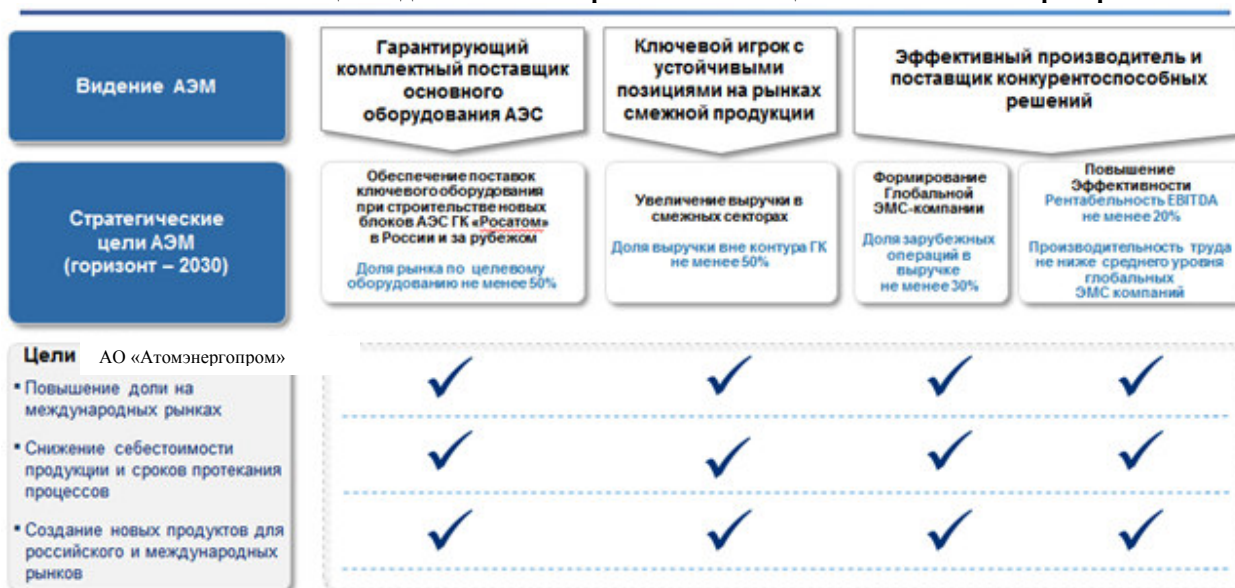 Видение АЭМ
Гарантирующий
комплектный поставщик
основного
оборудования АЭС
Ключевой игрок с
устойчивыми
позициями на рынках
смежной продукции
Эффективный производитель и
поставщик конкурентоспособных
решений
Стратегические
цели АЭМ
(горизонт – 2030)
Обеспечение поставок
ключевого оборудования
при строительстве новых
блоков АЭС ГК «Росатом»
в России и за рубежом
Доля рынка по целевому
оборудованию не менее 50%
Увеличение выручки в
смежных секторах
Доля выручки вне контура ГК
не менее 50%
Формирование
Глобальной
ЭМС-компании
Доля зарубежных
операций в
выручке
не менее 30%
Повышение
Эффективности
Рентабельность EBITDA
не менее 20%
Производительность труда
не ниже среднего уровня
глобальных
ЭМС компаний
Цели АО «Атомэнергопром»
▪ Повышение доли на
международных рынках
▪ Снижение себестоимости
продукции и сроков протекания
процессов
▪ Создание новых продуктов для
российского и международных
рынков